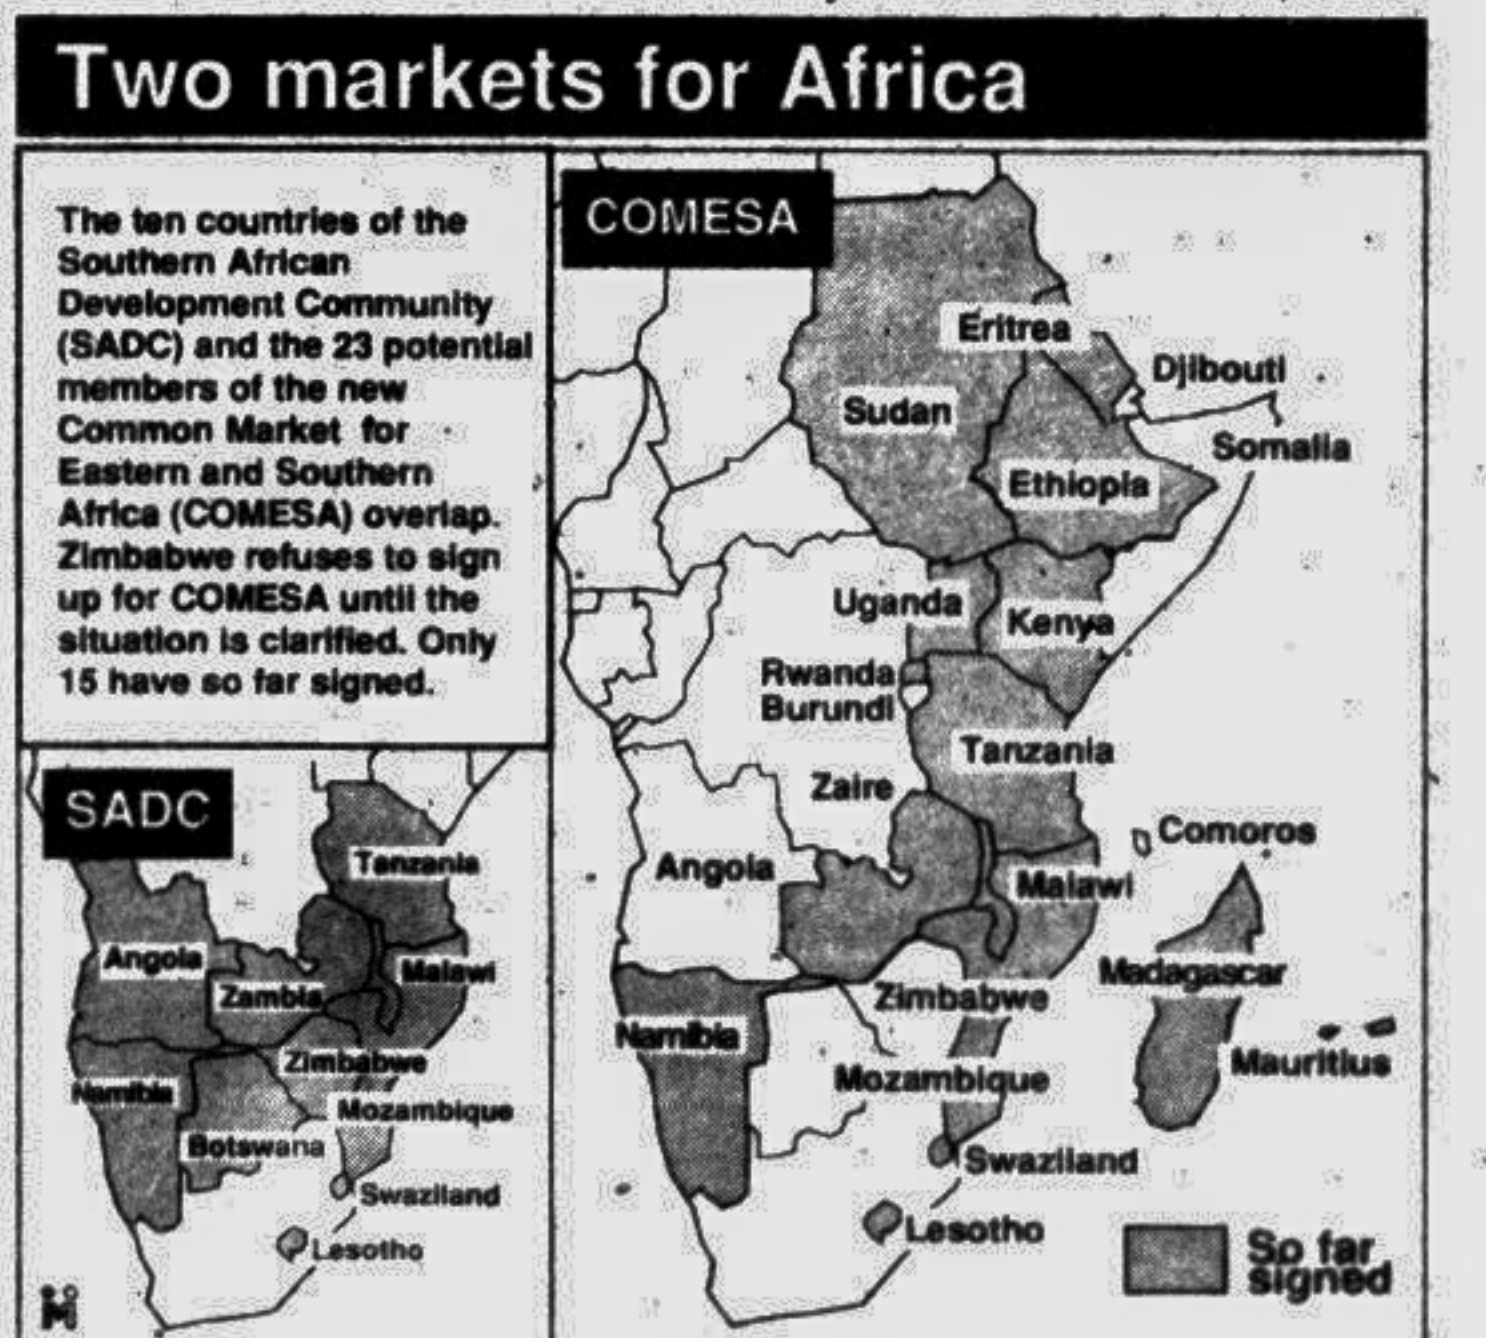 Two markets for Africa
The ten countries of the
Southern African
Development Community
(SADC) and the 23 potential
members of the new
Common Market for
Eastern and Southern
Africa (COMESA) overlap.
Zimbabwe refuses to sign
up for COMESA until the
situation is clarified. Only
15 have so far signed.
COMESA
Eritrea
Djibouti
Sudan
Somalia
Ethiopia
Uganda
Kenya
Rwanda
Burundi
Tanzania
Zaire
Comoros
Angola
Malawi
Madagascar
Zimbabwe
Namibia
Mauritius
Mozambique
Swaziland
Lesotho
So far
signed
SADC
Tanzania
Angola
Malawi
Zambia
Zimbabwe
Namibia
Mozambique
Botswana
Swaziland
Lesotho
M